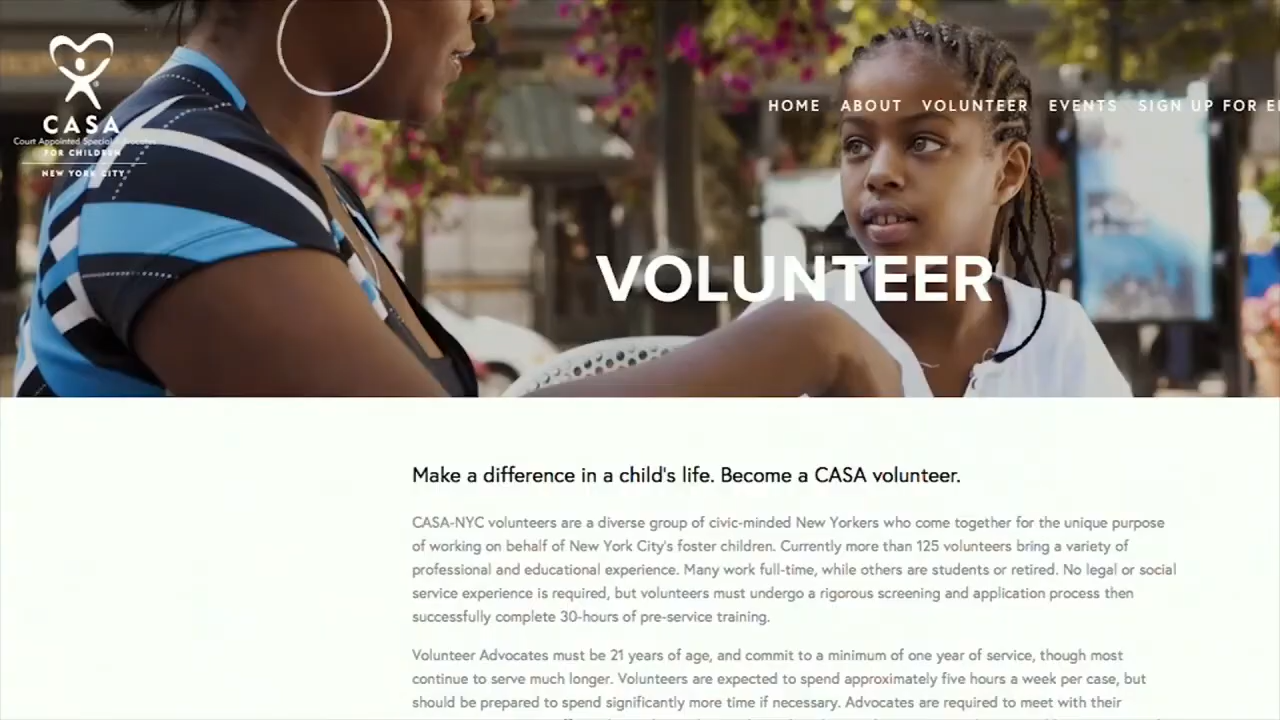 CASA
Court Appointed Special Advocates
FOR CHILDREN
NEW YORK CITY
HOME ABOUT VOLUNTEER EVENTS SIGN UP FOR
VOLUNTEER
Make a difference in a child's life. Become a CASA volunteer.
CASA-NYC volunteers are a diverse group of civic-minded New Yorkers who come together for the unique purpose
of working on behalf of New York City's foster children. Currently more than 125 volunteers bring a variety of
professional and educational experience. Many work full-time, while others are students or retired. No legal or social
service experience is required, but volunteers must undergo a rigorous screening and application process then
successfully complete 30-hours of pre-service training.
Volunteer Advocates must be 21 years of age, and commit to a minimum of one year of service, though most
continue to serve much longer. Volunteers are expected to spend approximately five hours a week per case, but
should be prepared to spend significantly more time if necessary. Advocates are required to meet with their